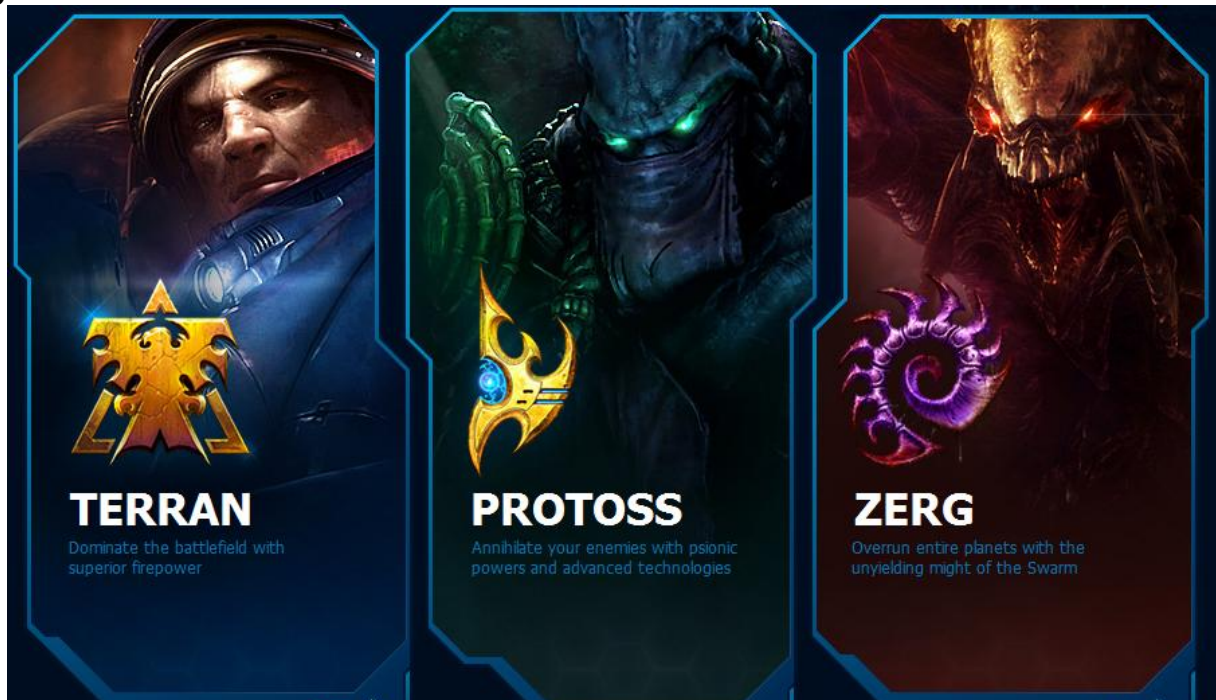 TERRAN
Dominate the battlefield with
superior firepower
PROTOSS
Annihilate your enemies with psionic
powers and advanced technologies
ZERG
Overrun entire planets with the
unyielding might of the Swarm